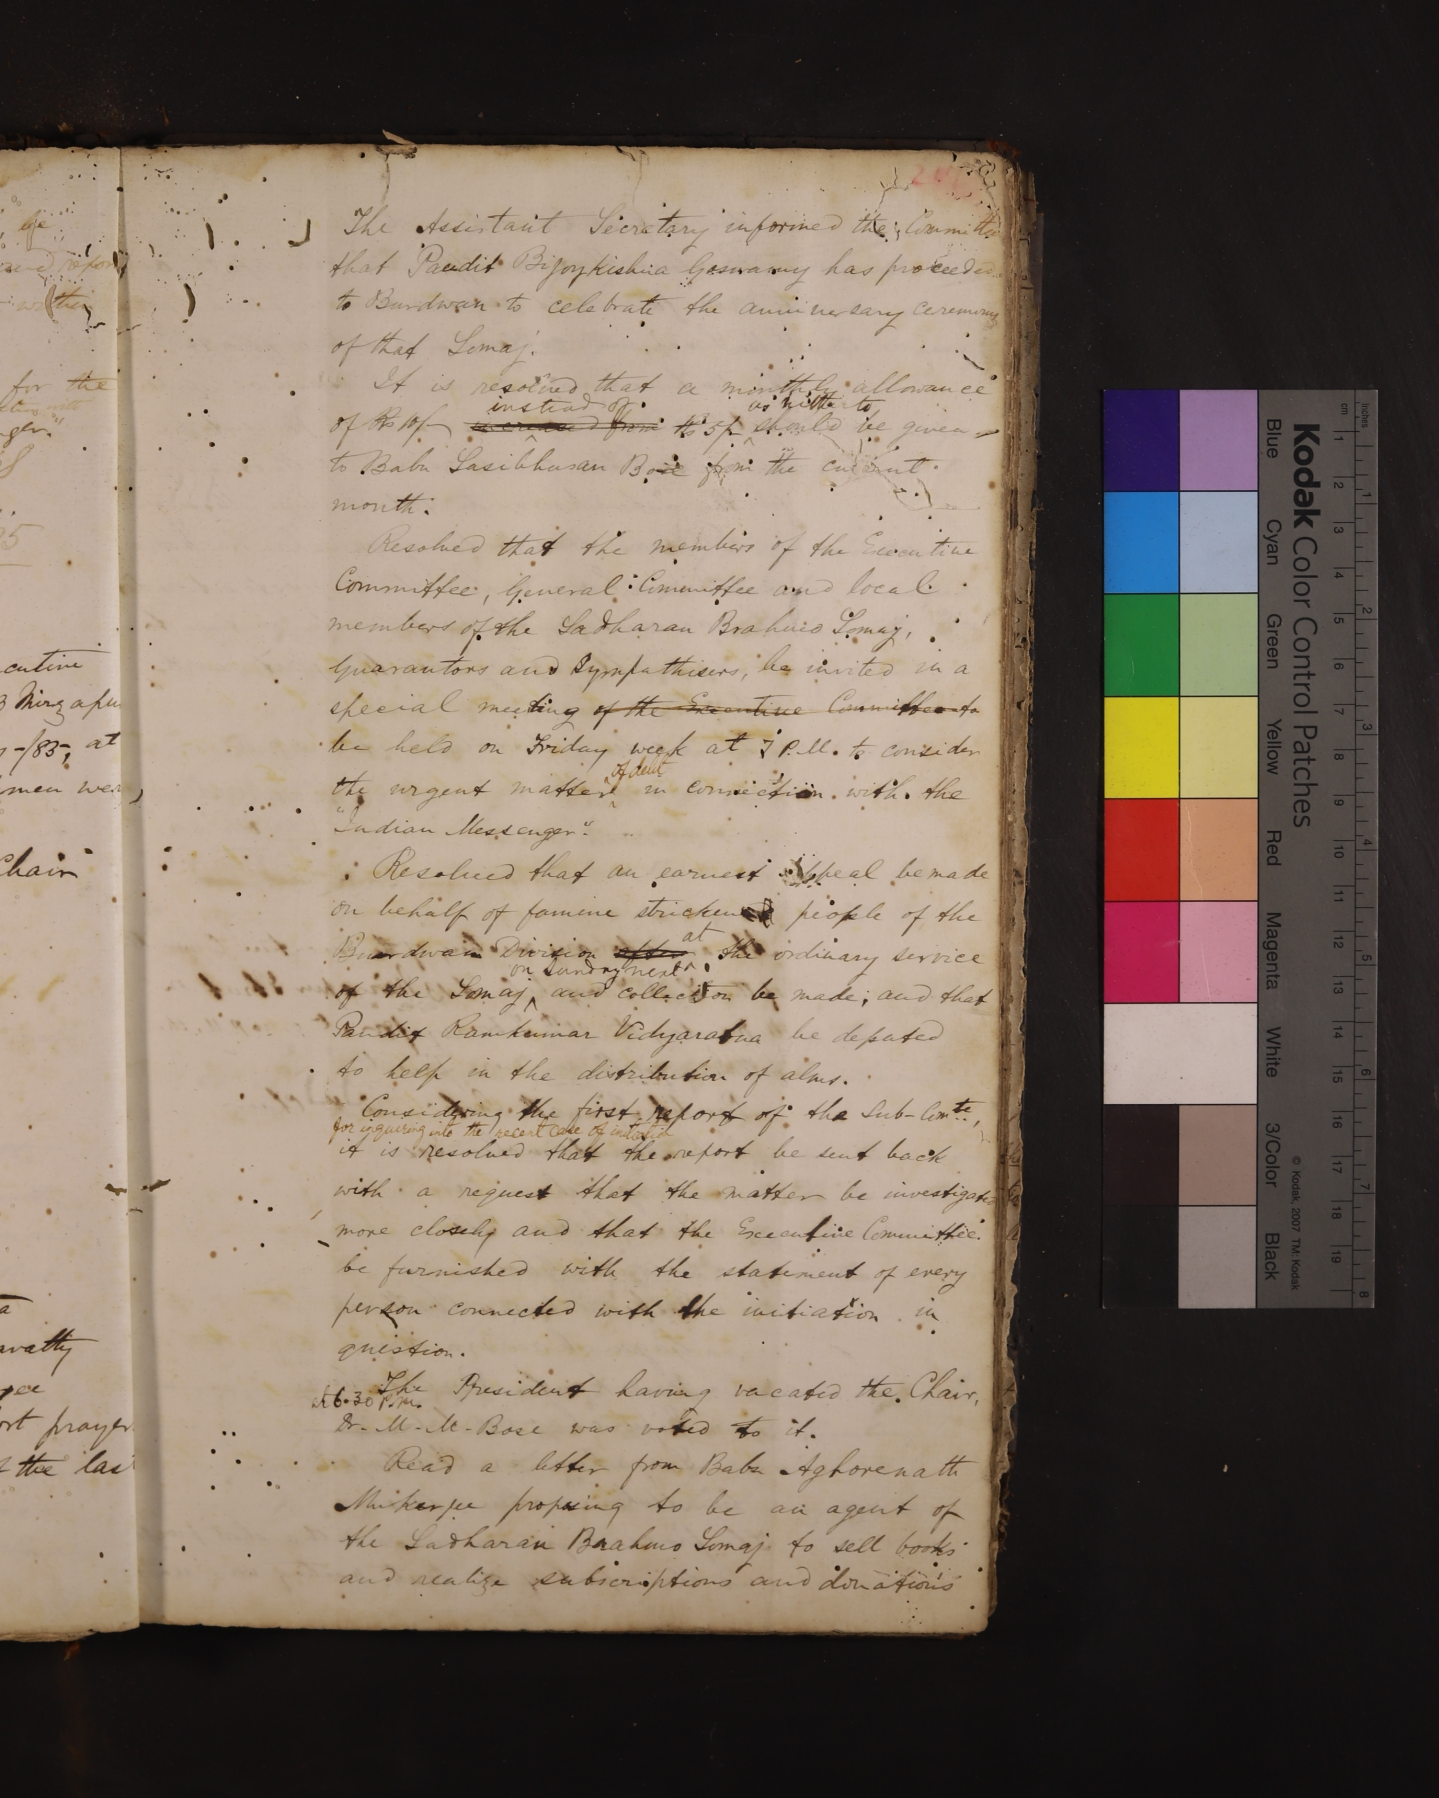 The Assistant Secretary informed the Committee
that Pandit Bijoykishna Goswamy has proceeded
to Burdwan to celebrate the anniversary ceremony
of that Somaj.
It is resolved that a monthly allowance
instead of as hitherto,
of Rs 10/- increased from Rs 5/- should be given
to Babu Sasibhusan Bose from the current
month.
Resolved that the members of the Executive
Committee, General Committee and local
members of the Sadharan Brahmo Somaj,
Guarantors and Sympathisers, be invited in a
special meeting of the Executive Committee to
be held on Friday week at 7 P.M. to consider
of debt
the urgent matter in connection with the
"Indian Messenger".
Resolved that an earnest appeal be made
on behalf of famine stricken people of the
at
Burdwan Division after the ordinary service
on Sunday next
of the Somaj, and collection be made; and that
Pandit Ramkumar Vidyaratna be deputed
to help in the distribution of alms.
Considering the first report of the Sub-Comte,
for inquiring into the recent case of initiation
it is resolved that the report be sent back
with a request that the matter be investigated
more closely and that the Executive Committee
be furnished with the statement of every
person connected with the initiation in
question.
The President having vacated the Chair,
at 6.30 P.M.
Dr. M. M. Bose was voted to it.
Read a letter from Babu Aghorenath
Mukerjee proposing to be an agent of
the Sadharan Brahmo Somaj to sell books
and realize subscriptions and donations
be
for the
cutive
3 Mirzapur
-/85, at
men were
Chair
a
watty
ort prayer
the last
Kodak Color Control Patches
Blue Cyan Green Yellow Red Magenta White 3/Color Black
© Kodak, 2007 TM: Kodak
cm 1 2 3 4 5 6 7 8 9 10 11 12 13 14 15 16 17 18 19
inches 1 2 3 4 5 6 7 8